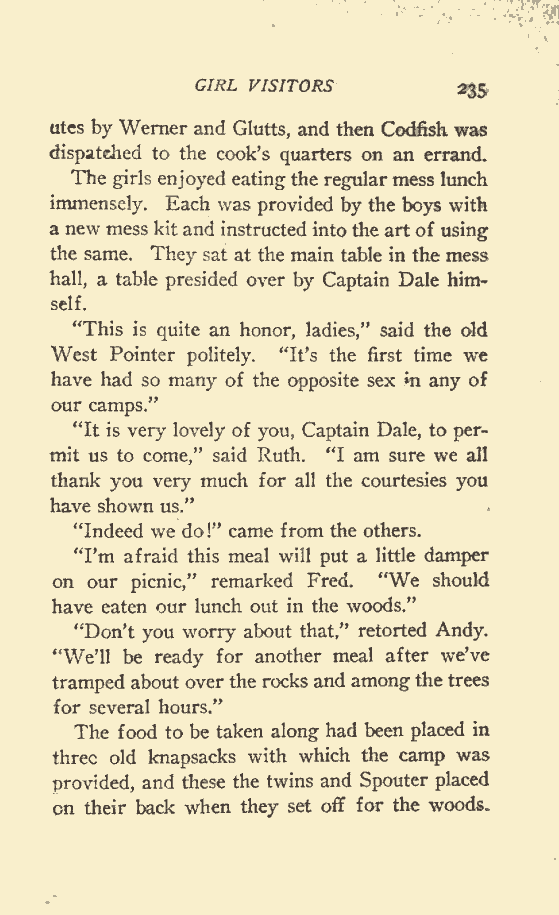 GIRL VISITORS 235
utes by Werner and Glutts, and then Codfish was
dispatched to the cook's quarters on an errand.
The girls enjoyed eating the regular mess lunch
immensely. Each was provided by the boys with
a new mess kit and instructed into the art of using
the same. They sat at the main table in the mess
hall, a table presided over by Captain Dale him-
self.
"This is quite an honor, ladies," said the old
West Pointer politely. "It's the first time we
have had so many of the opposite sex in any of
our camps."
"It is very lovely of you, Captain Dale, to per-
mit us to come," said Ruth. "I am sure we all
thank you very much for all the courtesies you
have shown us."
"Indeed we do!" came from the others.
"I'm afraid this meal will put a little damper
on our picnic," remarked Fred. "We should
have eaten our lunch out in the woods."
"Don't you worry about that," retorted Andy.
"We'll be ready for another meal after we've
tramped about over the rocks and among the trees
for several hours."
The food to be taken along had been placed in
three old knapsacks with which the camp was
provided, and these the twins and Spouter placed
on their back when they set off for the woods.